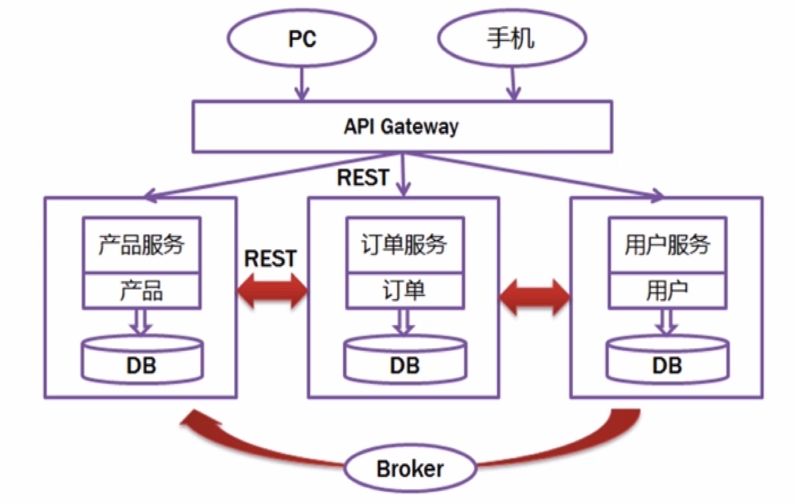 PC
手机
API Gateway
REST
产品服务
产品
DB
REST
订单服务
订单
DB
用户服务
用户
DB
Broker